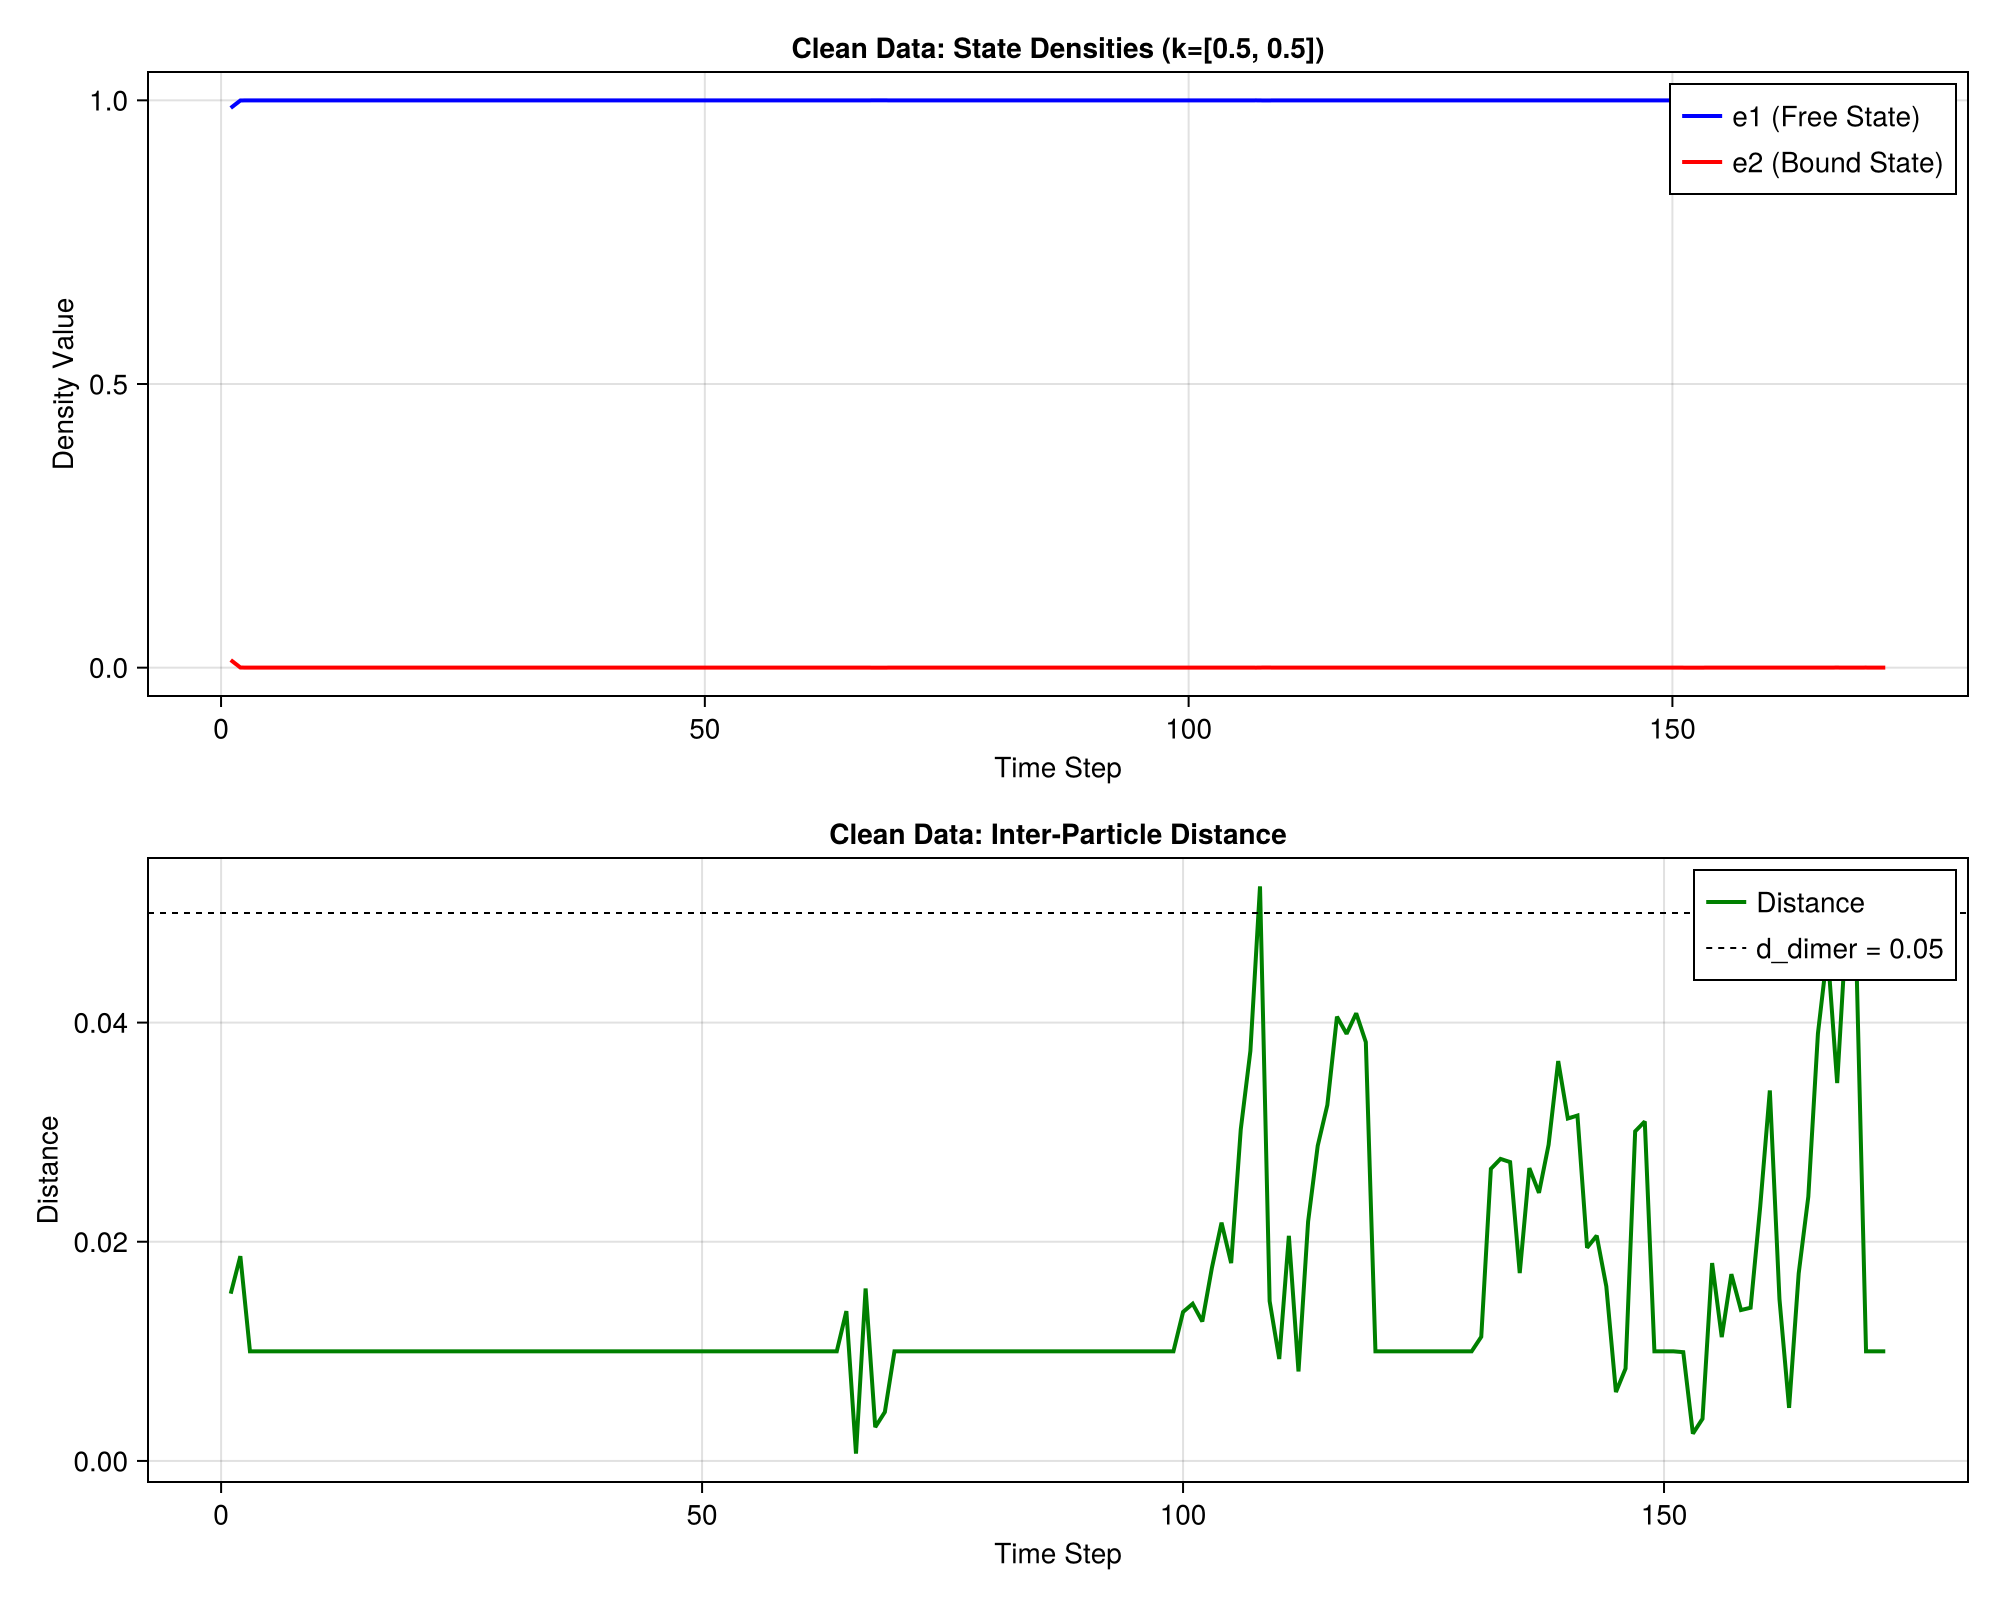 Clean Data: State Densities (k=[0.5, 0.5])
Density Value
1.0
0.5
0.0
e1 (Free State)
e2 (Bound State)
0 50 100 150
Time Step
Clean Data: Inter-Particle Distance
Distance
0.04
0.02
0.00
Distance
d_dimer = 0.05
0 50 100 150
Time Step